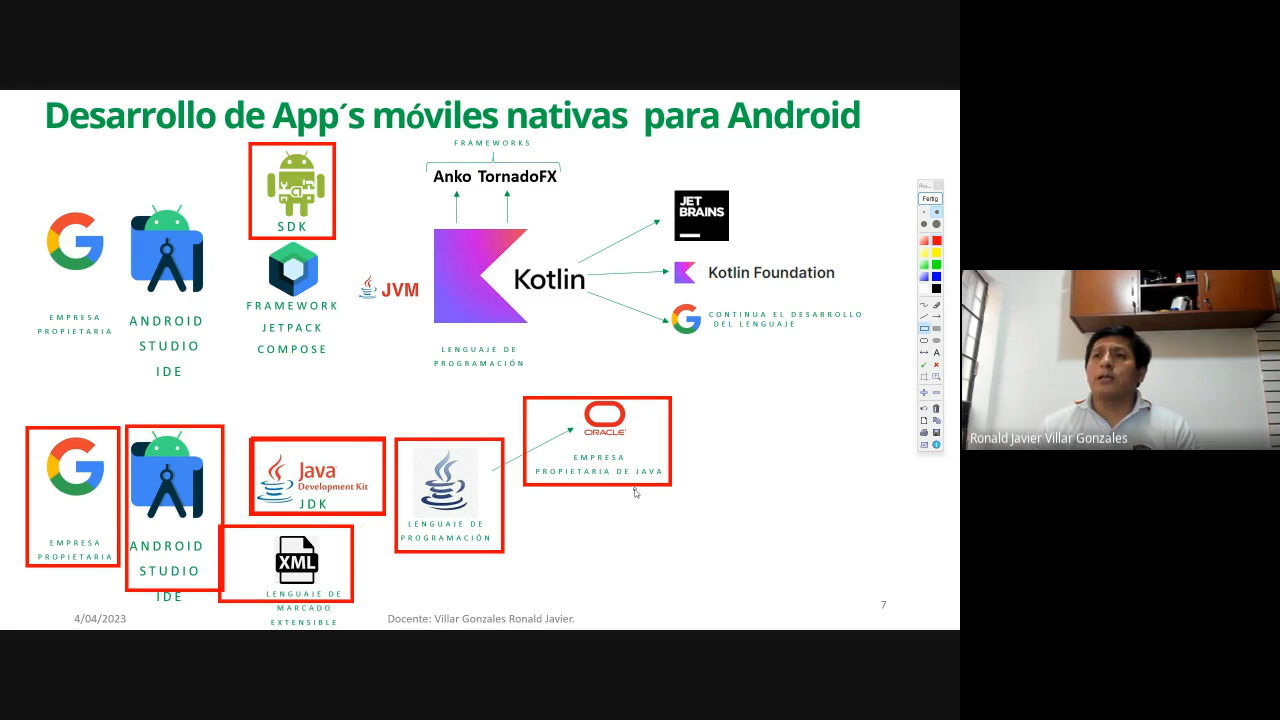 Desarrollo de App´s móviles nativas para Android
FRAMEWORKS
Anko TornadoFX
SDK
JET
BRAINS
Kotlin
Kotlin Foundation
JVM
CONTINUA EL DESARROLLO
DEL LENGUAJE
EMPRESA
PROPIETARIA
ANDROID
STUDIO
IDE
FRAMEWORK
JETPACK
COMPOSE
LENGUAJE DE
PROGRAMACIÓN
ORACLE
EMPRESA
PROPIETARIA DE JAVA
Java
Development Kit
JDK
LENGUAJE DE
PROGRAMACIÓN
EMPRESA
PROPIETARIA
ANDROID
STUDIO
IDE
XML
LENGUAJE DE
MARCADO
EXTENSIBLE
4/04/2023
Docente: Villar Gonzales Ronald Javier.
7
Fertig
A
Ronald Javier Villar Gonzales